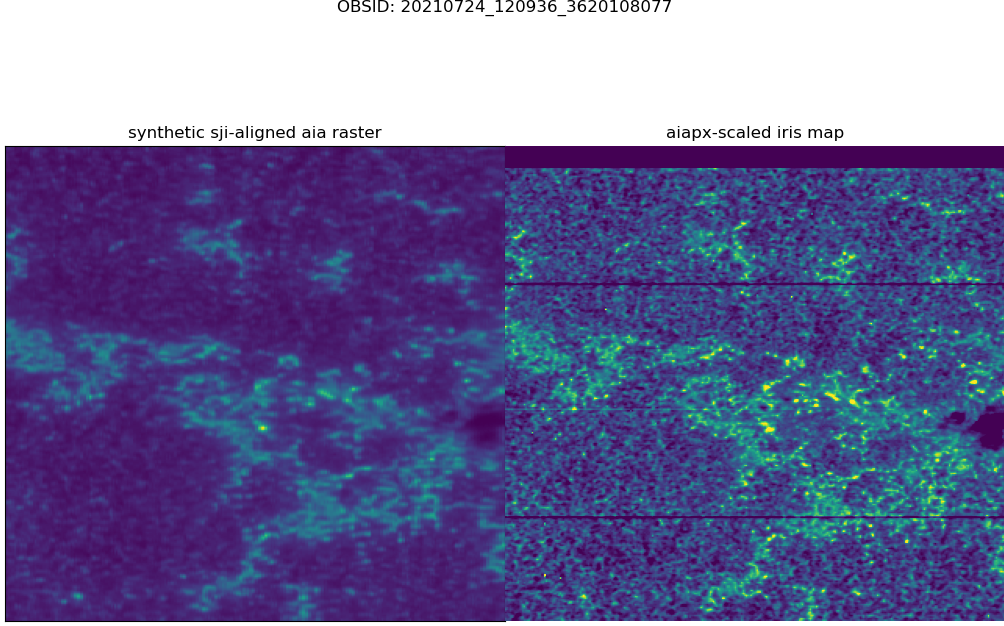 OBSID: 20210724_120936_3620108077
synthetic sji-aligned aia raster
aiapx-scaled iris map